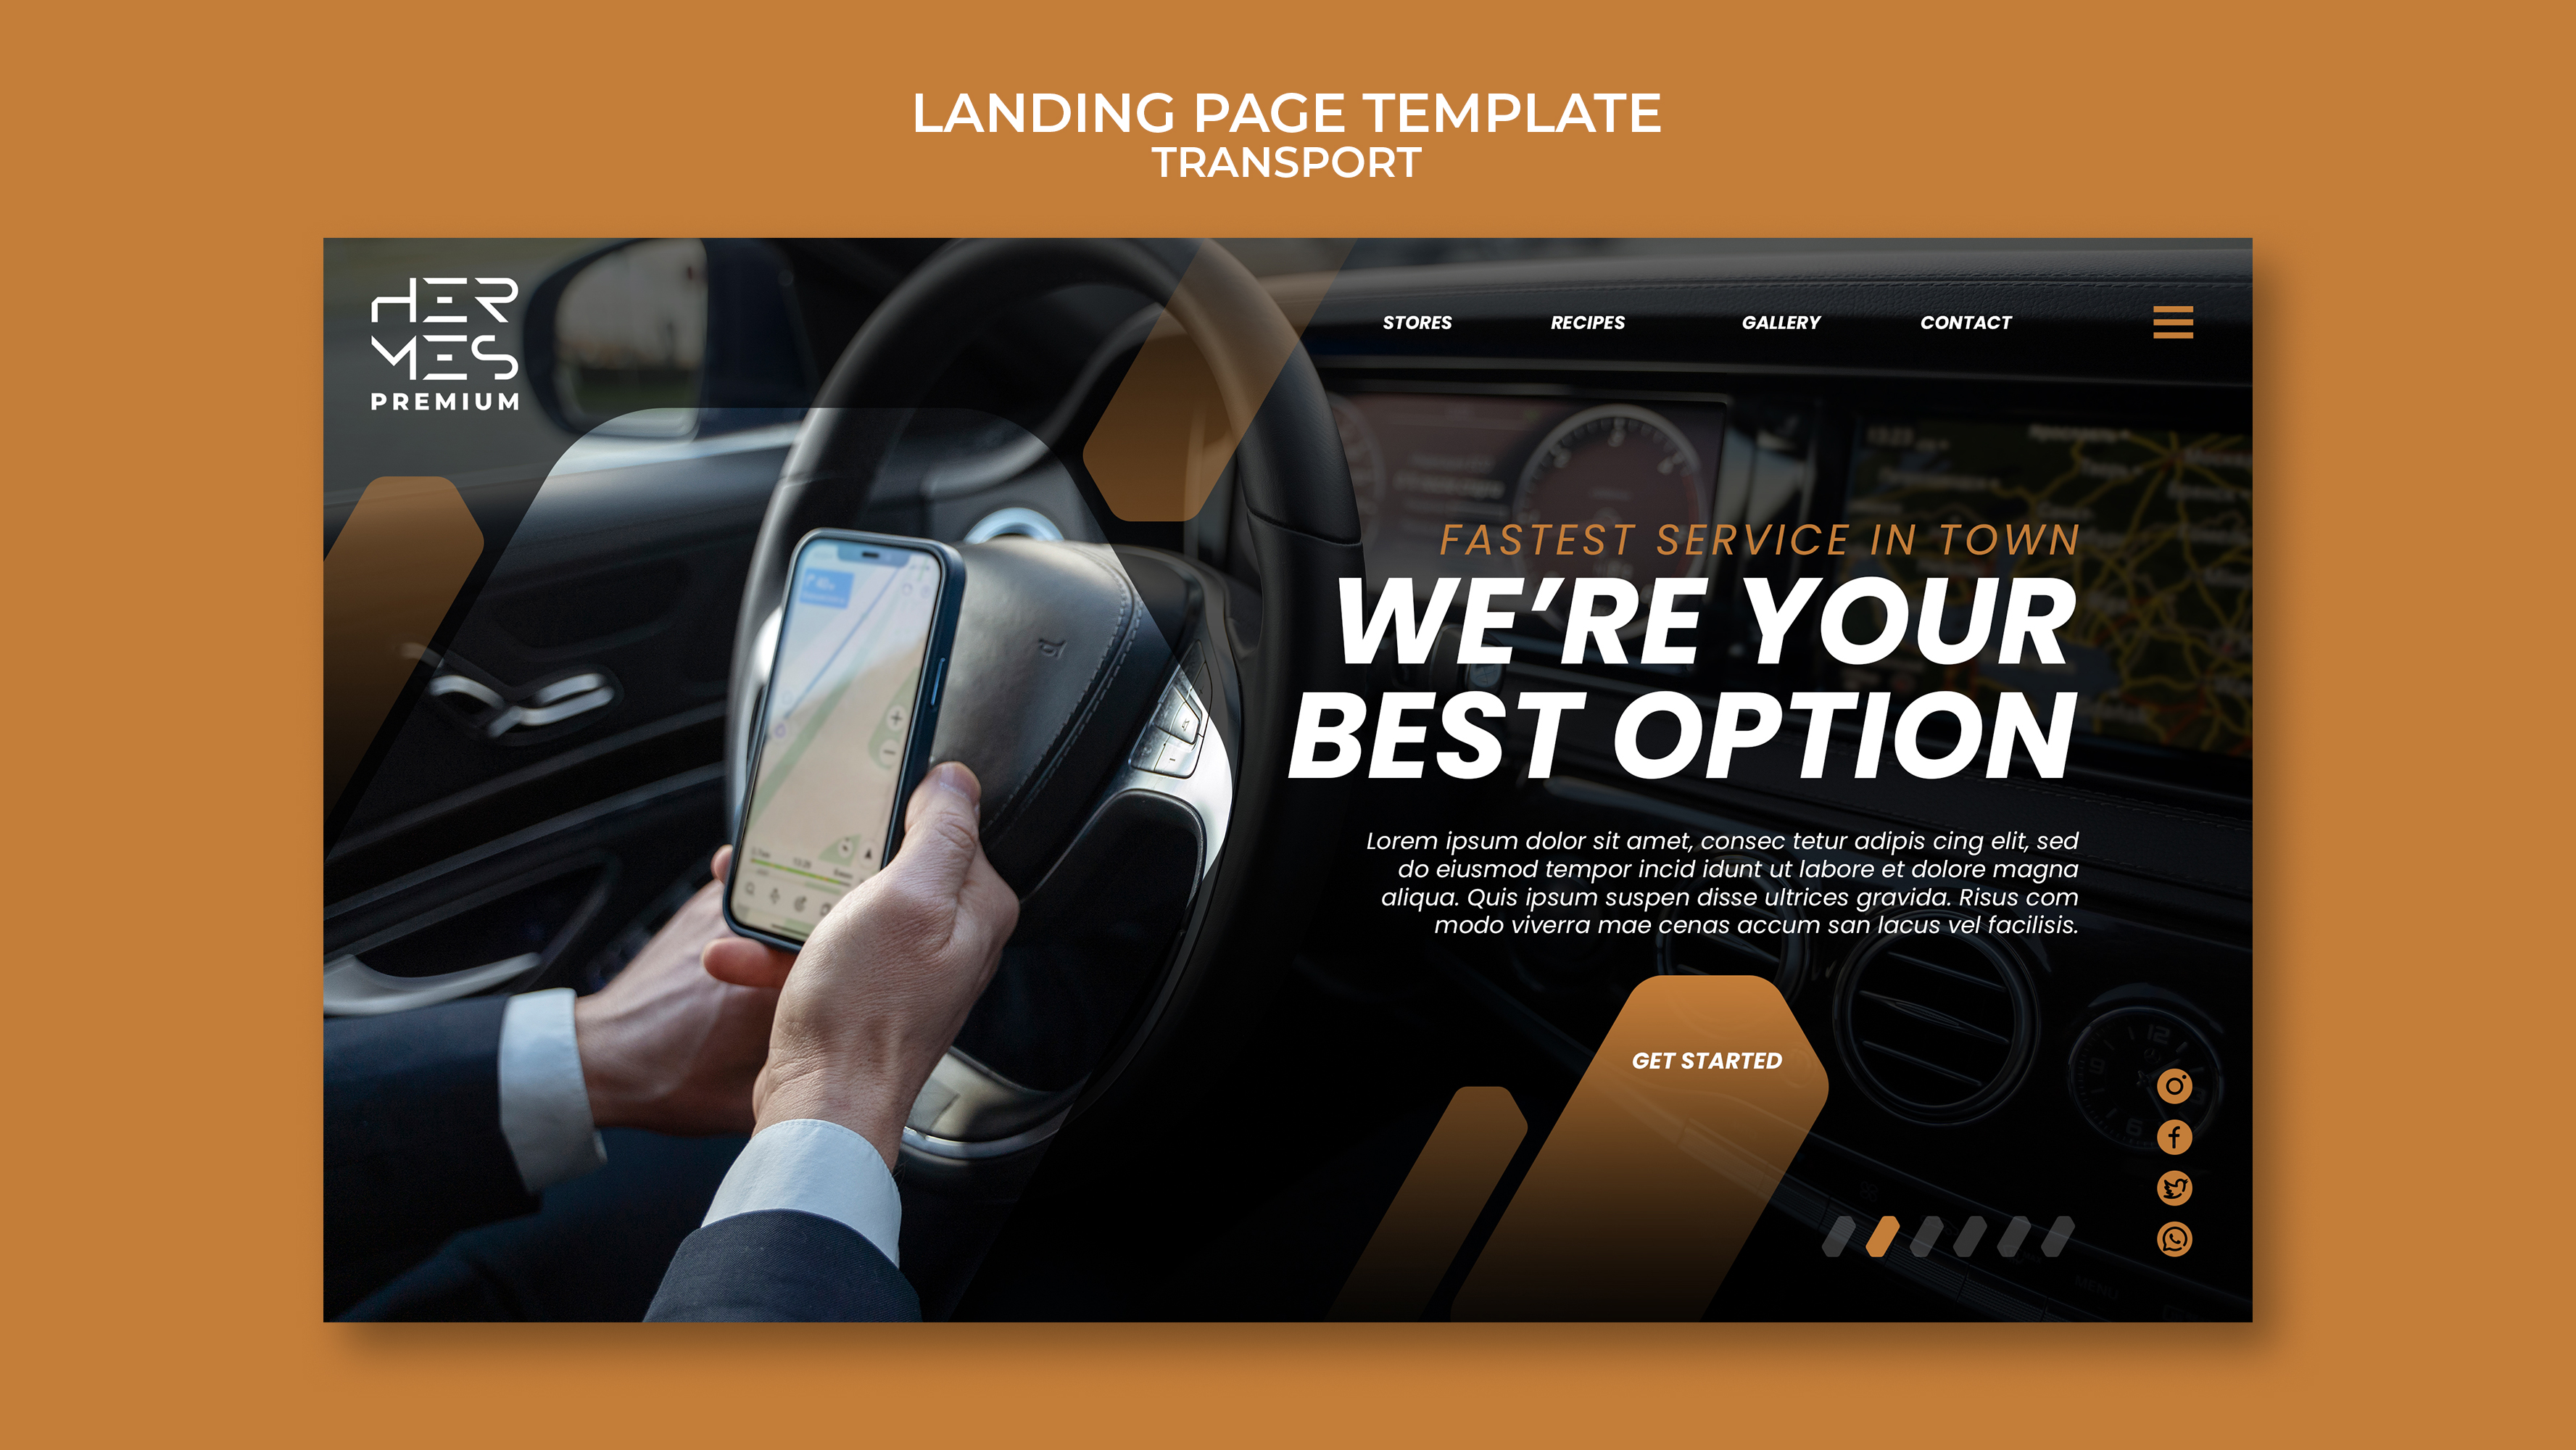 LANDING PAGE TEMPLATE
TRANSPORT
HER
MES
PREMIUM
STORES RECIPES GALLERY CONTACT
FASTEST SERVICE IN TOWN
WE'RE YOUR
BEST OPTION
Lorem ipsum dolor sit amet, consec tetur adipis cing elit, sed
do eiusmod tempor incid idunt ut labore et dolore magna
aliqua. Quis ipsum suspen disse ultrices gravida. Risus com
modo viverra mae cenas accum san lacus vel facilisis.
GET STARTED